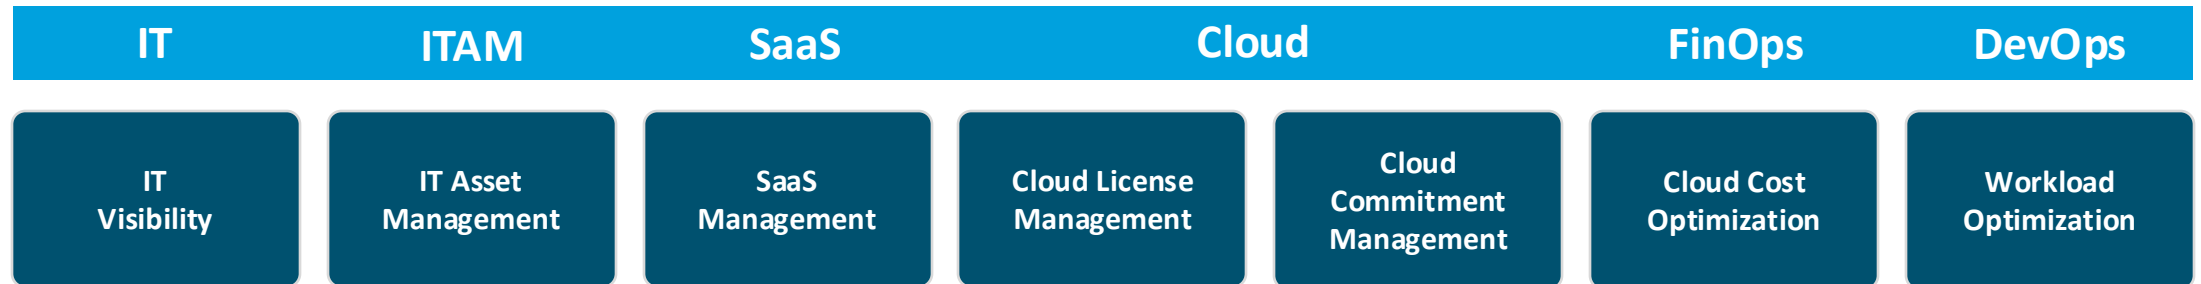 IT
ITAM
SaaS
Cloud
FinOps
DevOps
IT
Visibility
IT Asset
Management
SaaS
Management
Cloud License
Management
Cloud
Commitment
Management
Cloud Cost
Optimization
Workload
Optimization